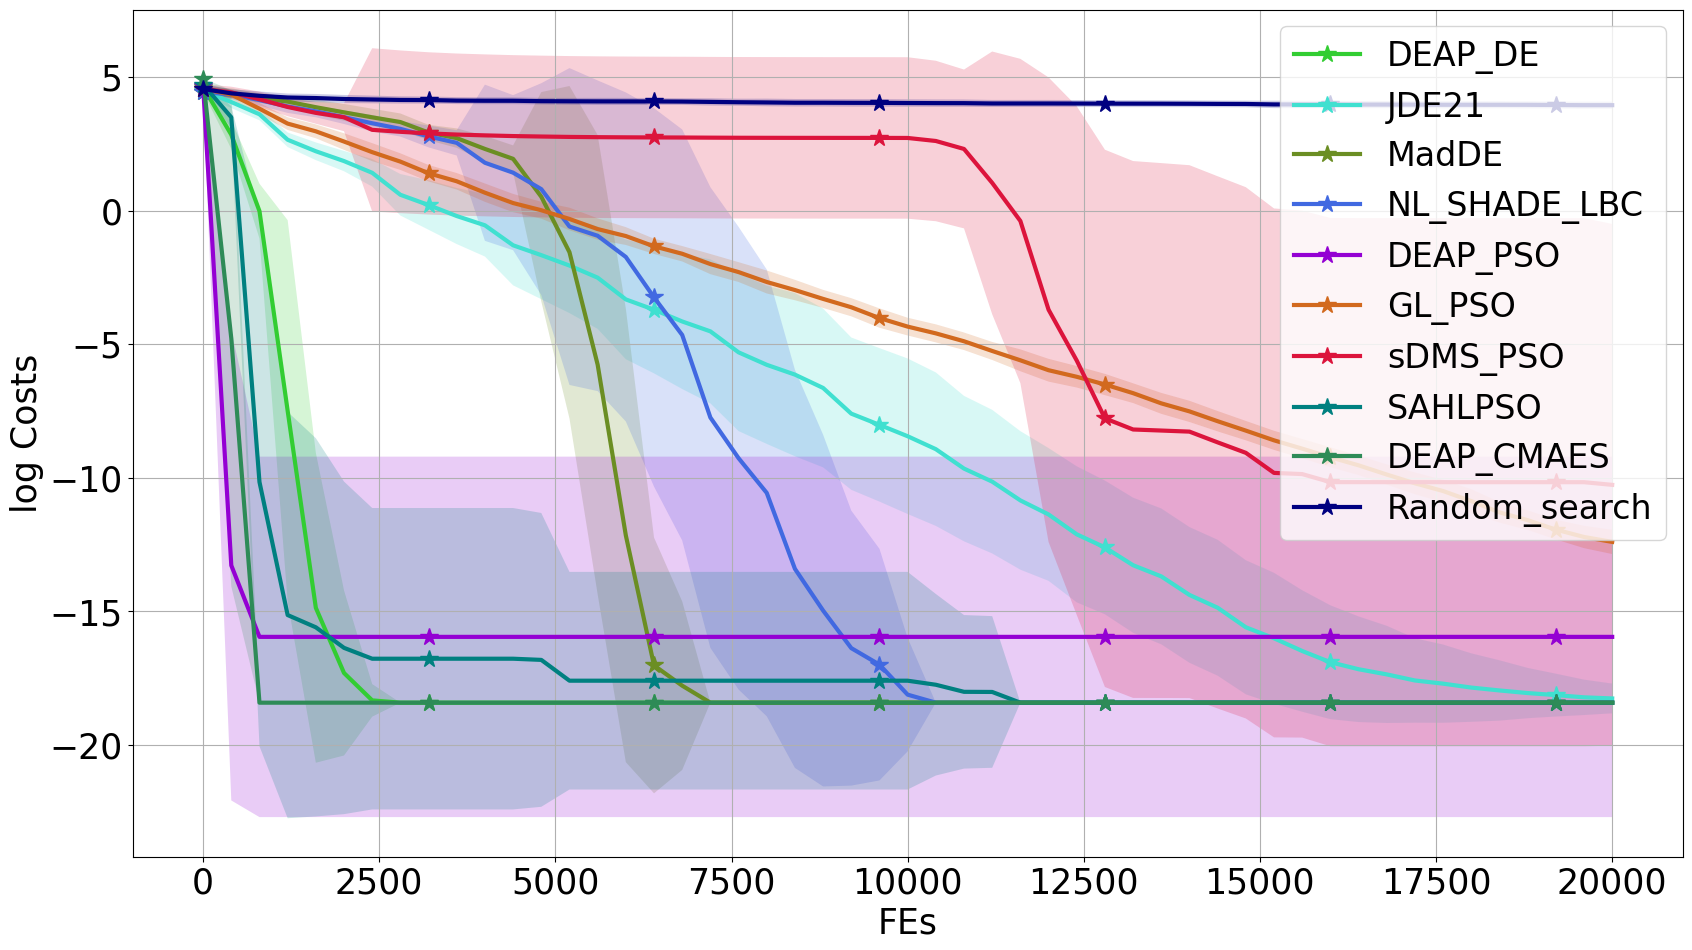 5
0
−5
−10
−15
−20
log Costs
0
2500
5000
7500
10000
12500
15000
17500
20000
FEs
DEAP_DE
JDE21
MadDE
NL_SHADE_LBC
DEAP_PSO
GL_PSO
sDMS_PSO
SAHLPSO
DEAP_CMAES
Random_search